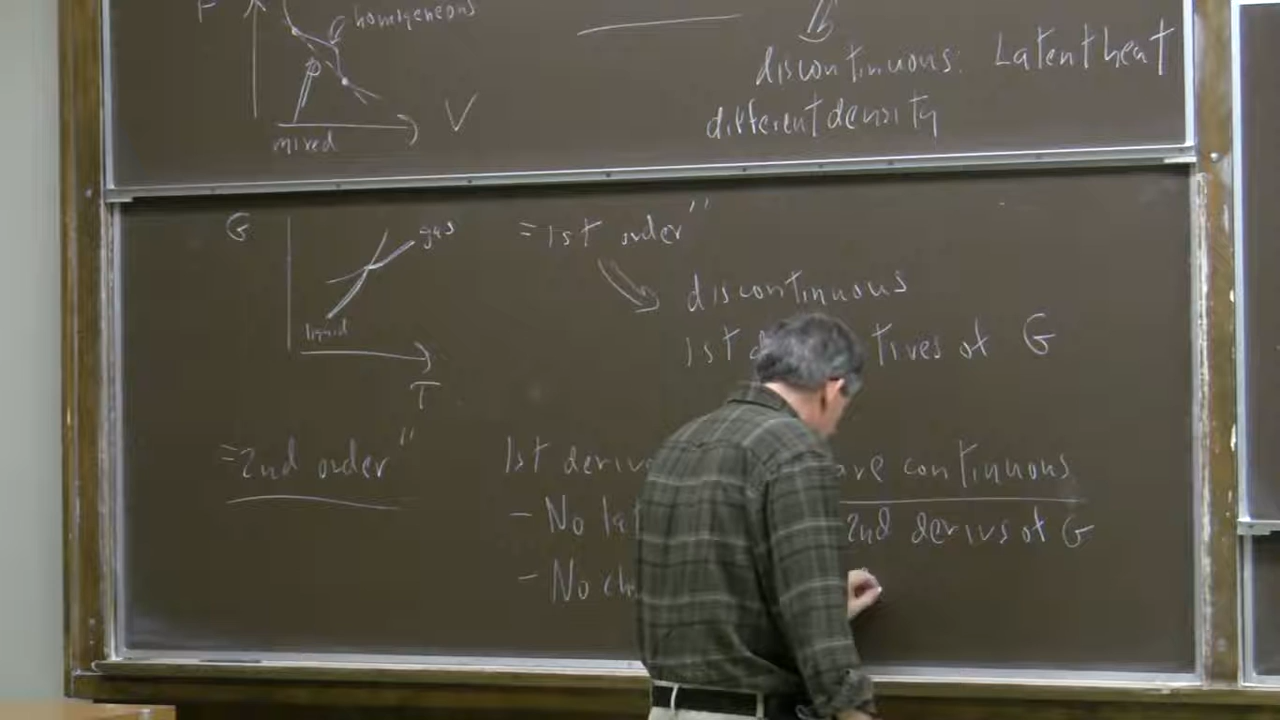 F
homogeneous
V
mixed
discontinuous: Latent heat
different density
G
gas
liquid
T
"1st order"
discontinuous
1st d tives of G
"2nd order"
1st deriv are continuous
- No lat 2nd derivs of G
- No ch